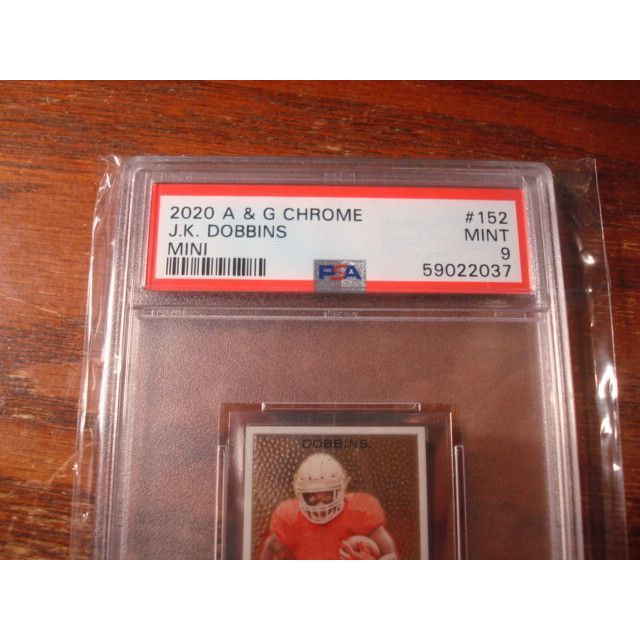 2020 A & G CHROME #152
J.K. DOBBINS MINT
MINI 9
PSA 59022037
DOBBINS.